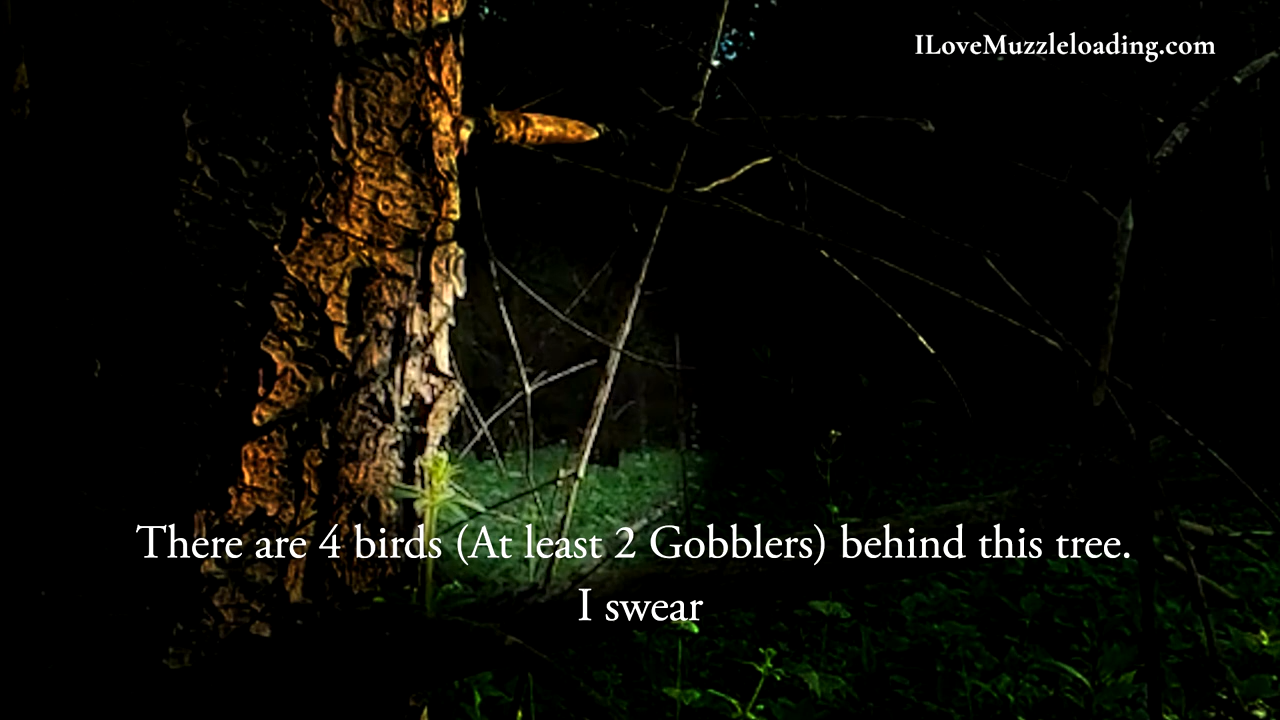 ILoveMuzzleloading.com
There are 4 birds (At least 2 Gobblers) behind this tree.
I swear